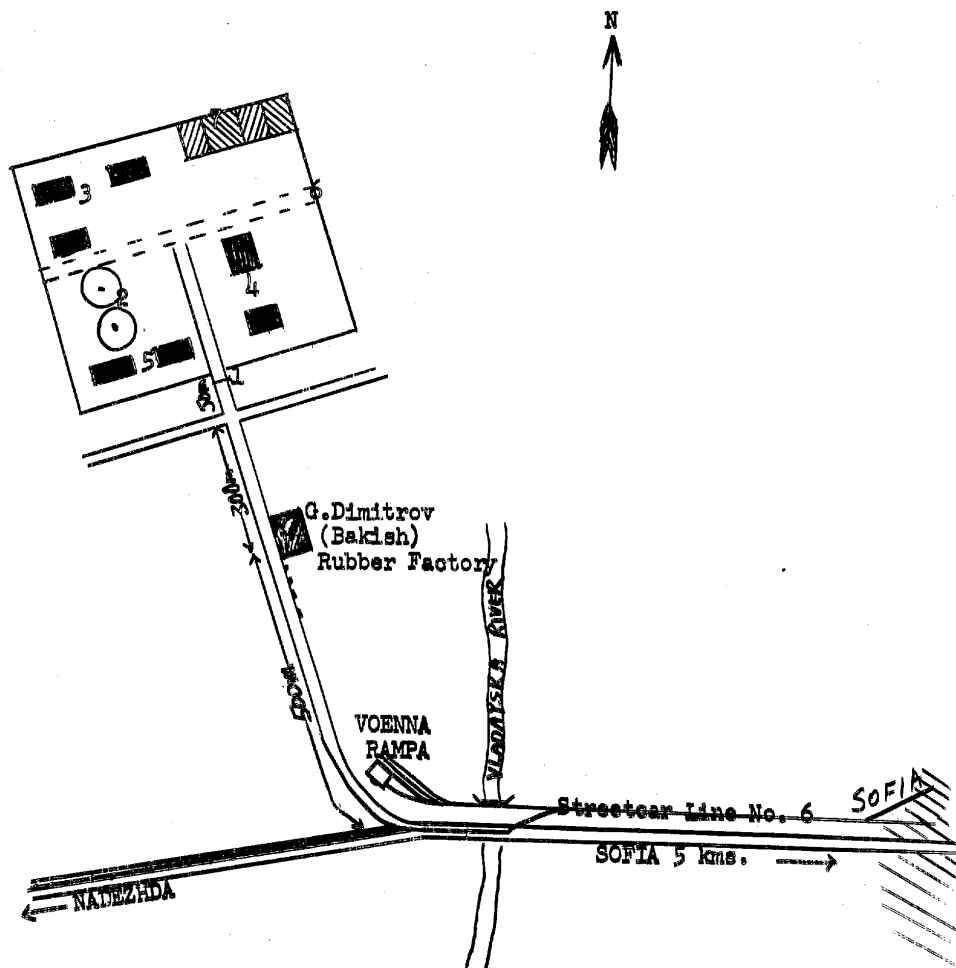 N
3
6
4
2
5
1
50m
300m
G.Dimitrov
(Bakish)
Rubber Factory
VLADAYSKA RIVER
500m
VOENNA
RAMPA
Streetcar Line No. 6
SOFIA
SOFIA 5 kms.
NADEZHDA